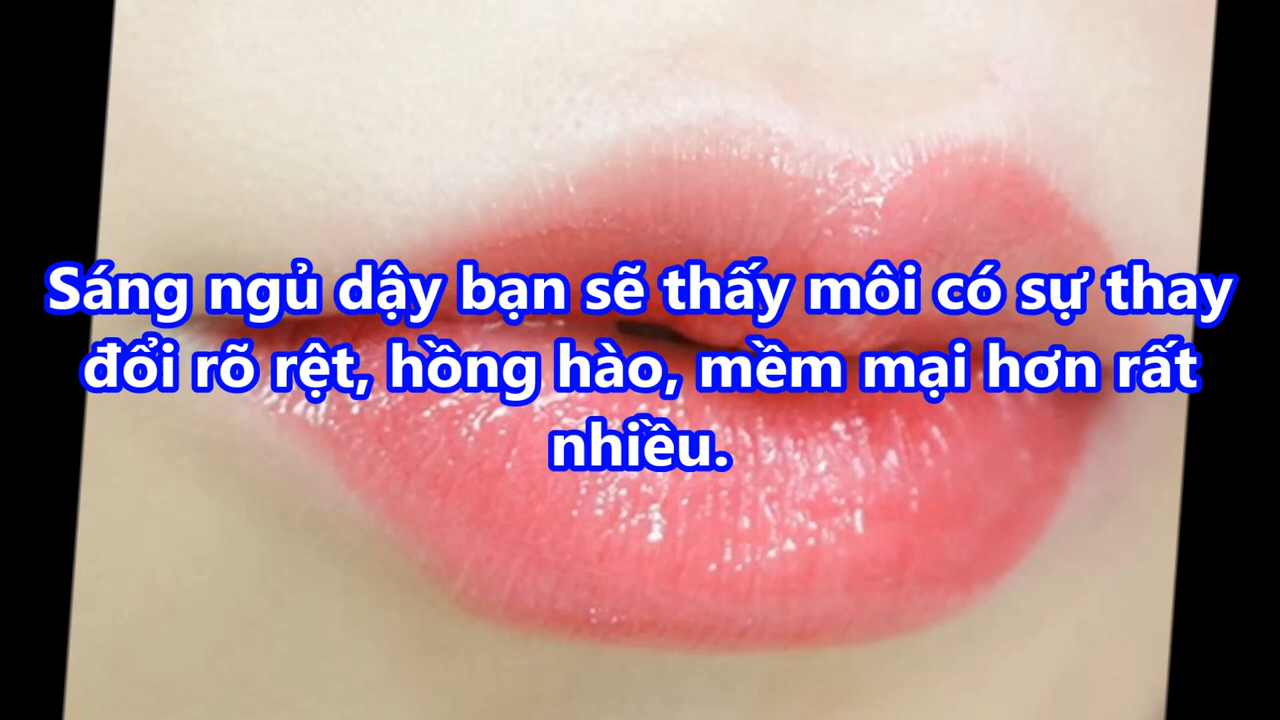 Sáng ngủ dậy bạn sẽ thấy môi có sự thay
đổi rõ rệt, hồng hào, mềm mại hơn rất
nhiều.